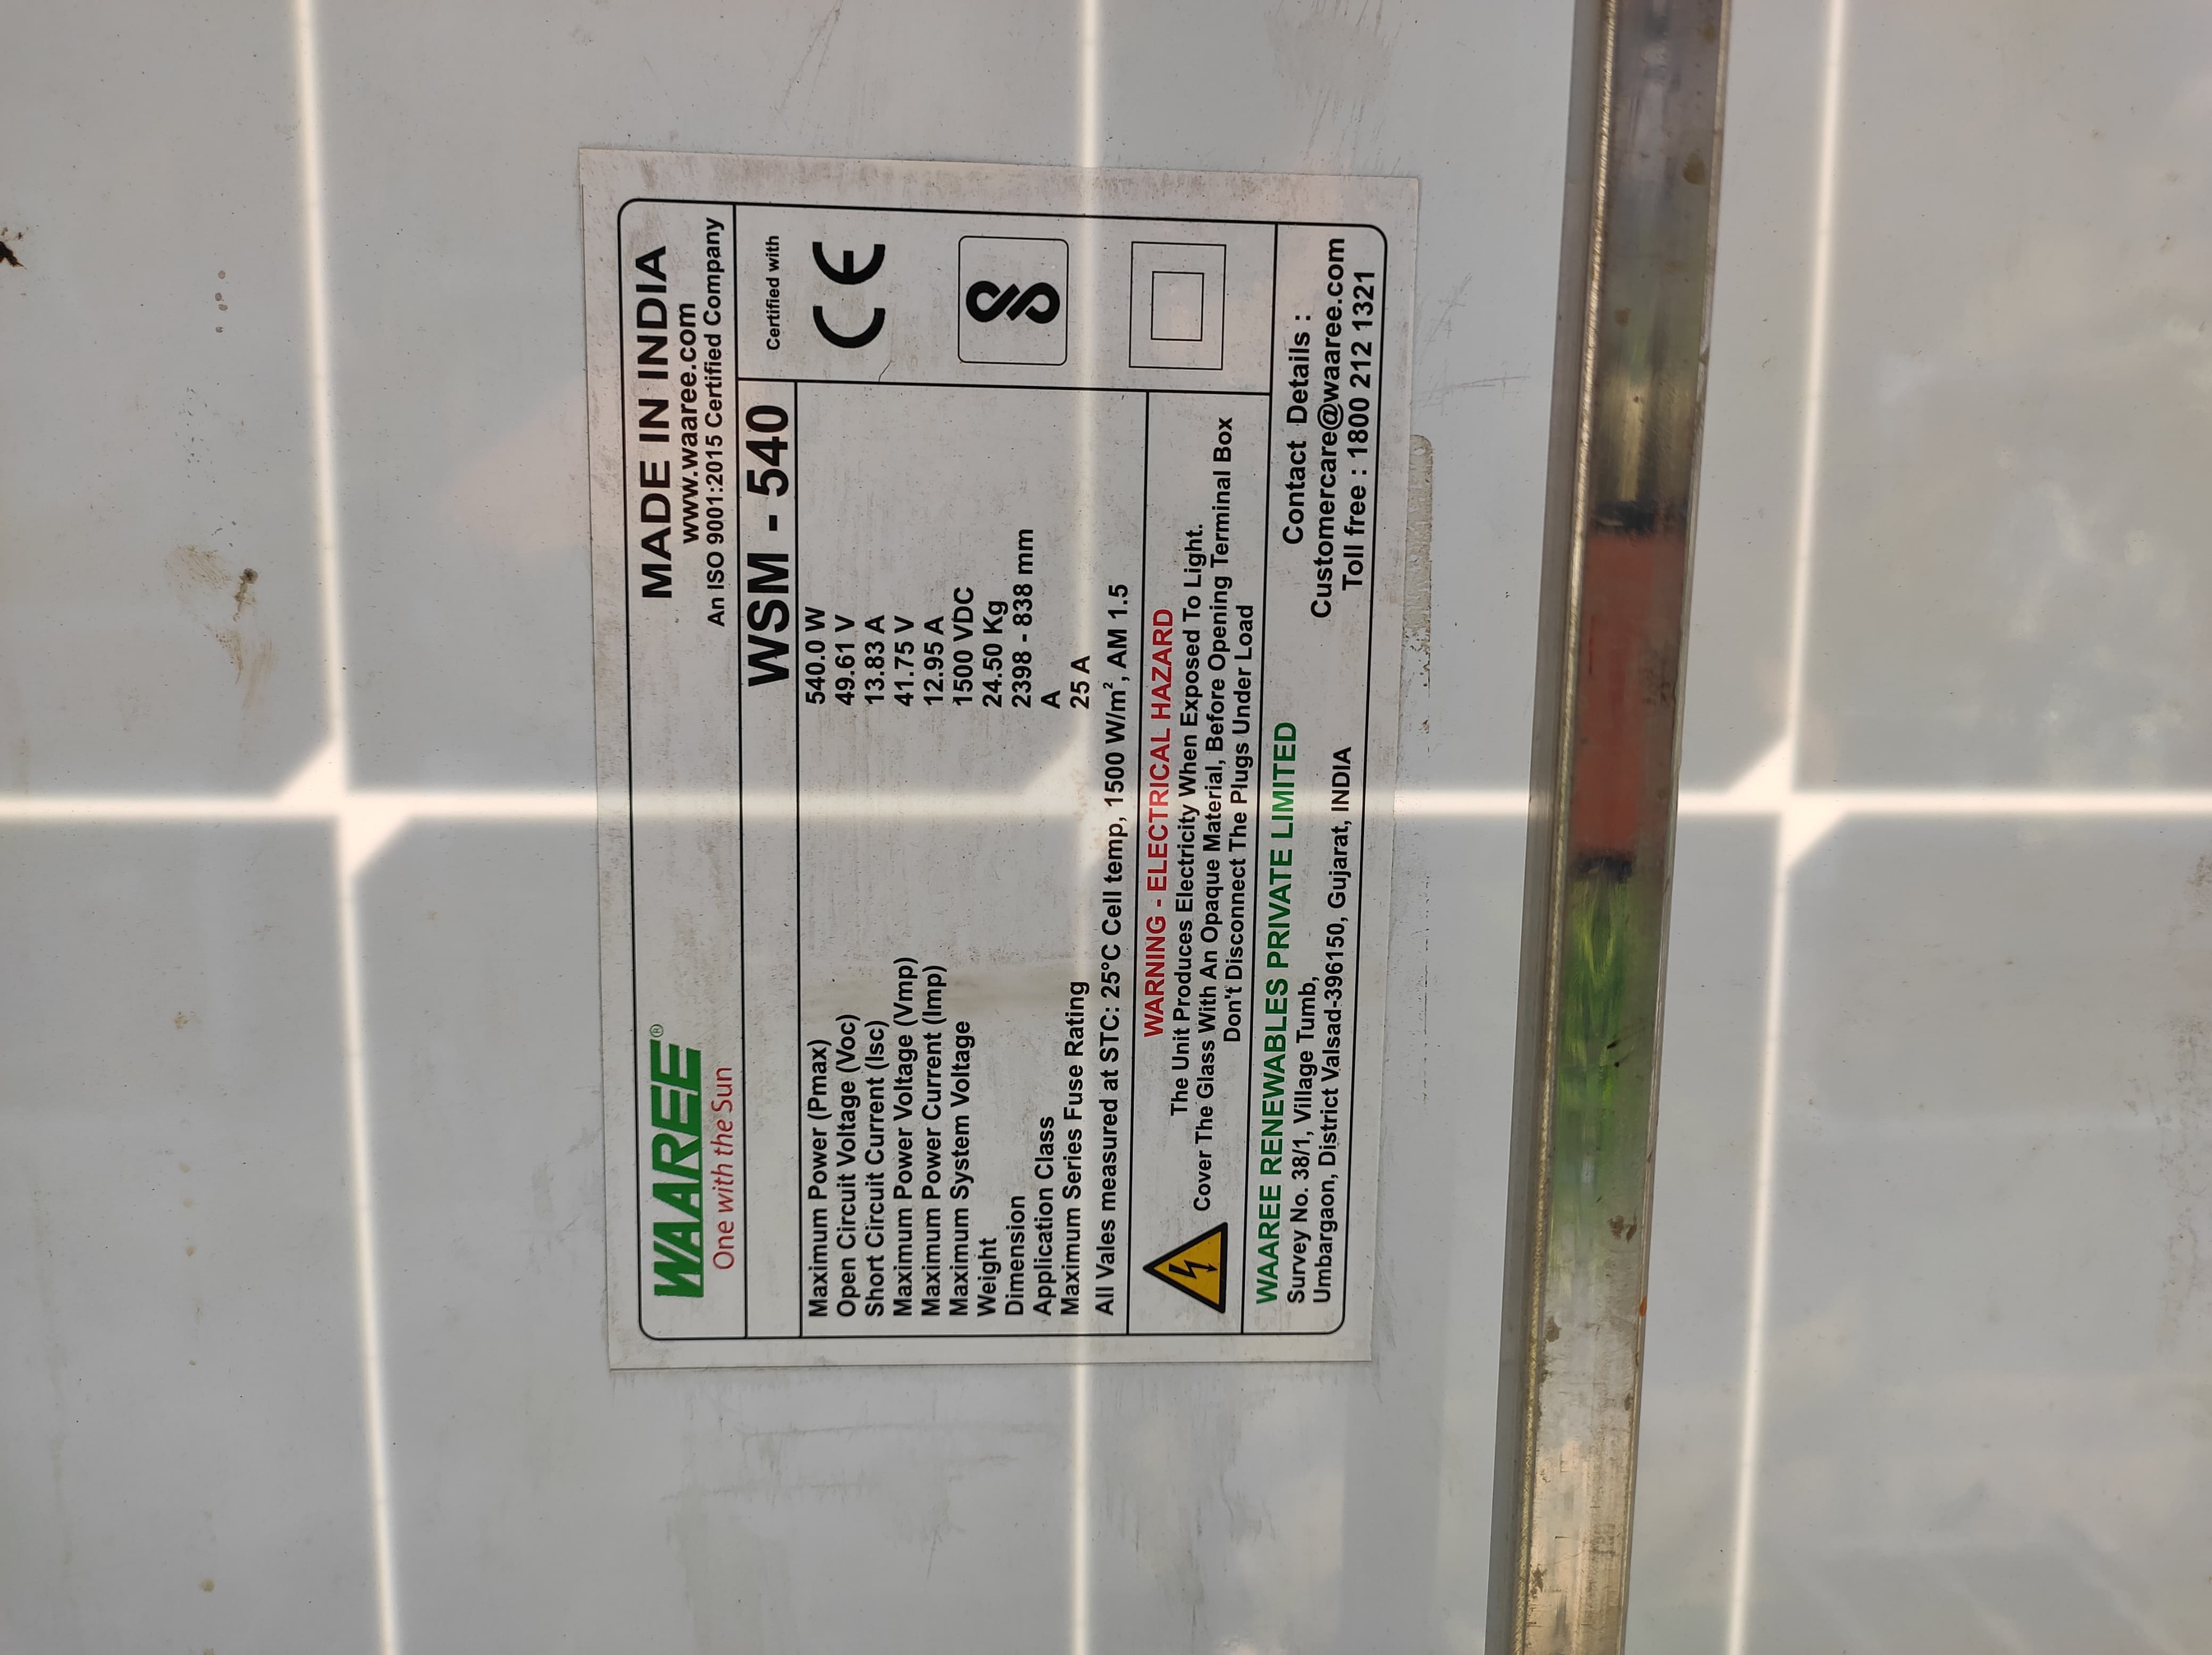 WAAREE®
One with the Sun
MADE IN INDIA
www.waaree.com
An ISO 9001:2015 Certified Company
WSM - 540
Maximum Power (Pmax) 540.0 W
Open Circuit Voltage (Voc) 49.61 V
Short Circuit Current (Isc) 13.83 A
Maximum Power Voltage (Vmp) 41.75 V
Maximum Power Current (Imp) 12.95 A
Maximum System Voltage 1500 VDC
Weight 24.50 Kg
Dimension 2398 - 838 mm
Application Class A
Maximum Series Fuse Rating 25 A
All Vales measured at STC: 25°C Cell temp, 1500 W/m², AM 1.5
Certified with
CE
WARNING - ELECTRICAL HAZARD
The Unit Produces Electricity When Exposed To Light.
Cover The Glass With An Opaque Material, Before Opening Terminal Box
Don't Disconnect The Plugs Under Load
WAAREE RENEWABLES PRIVATE LIMITED
Survey No. 38/1, Village Tumb,
Umbargaon, District Valsad-396150, Gujarat, INDIA
Contact Details :
Customercare@waaree.com
Toll free : 1800 212 1321